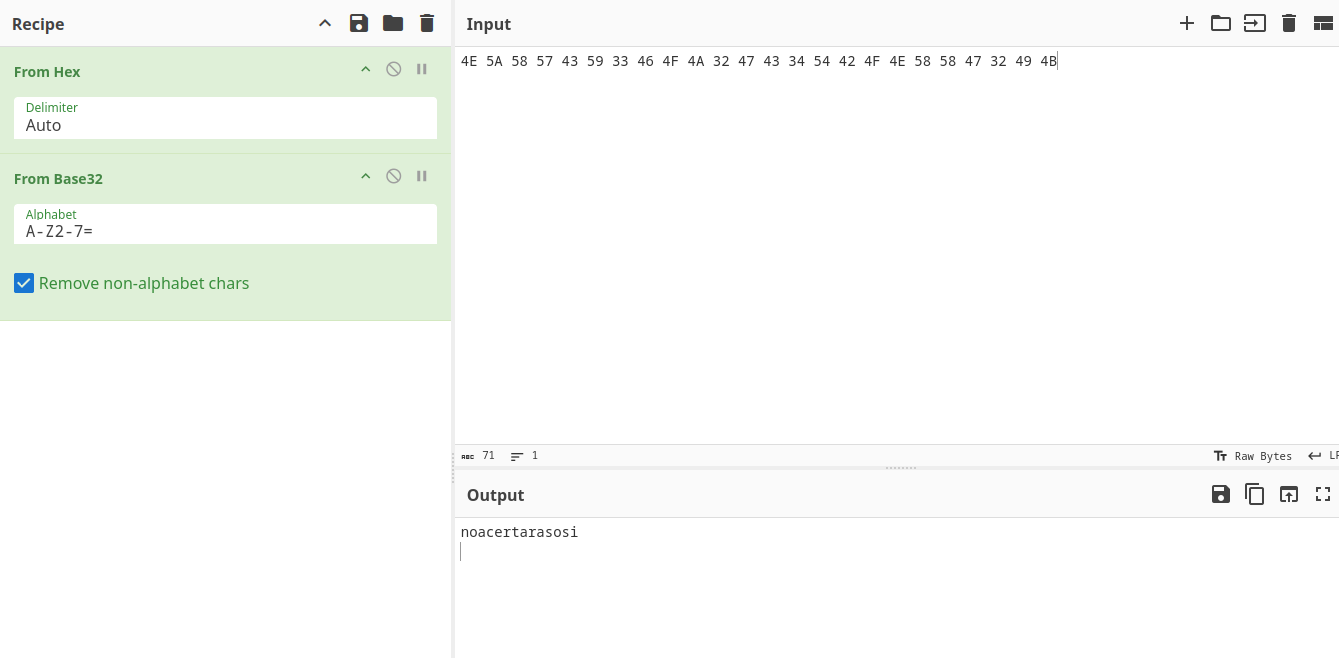 Recipe
From Hex
Delimiter
Auto
From Base32
Alphabet
A-Z2-7=
Remove non-alphabet chars
Input
4E 5A 58 57 43 59 33 46 4F 4A 32 47 43 34 54 42 4F 4E 58 58 47 32 49 4B
ABC 71 1 Tт Raw Bytes LF
Output
noacertarasosi